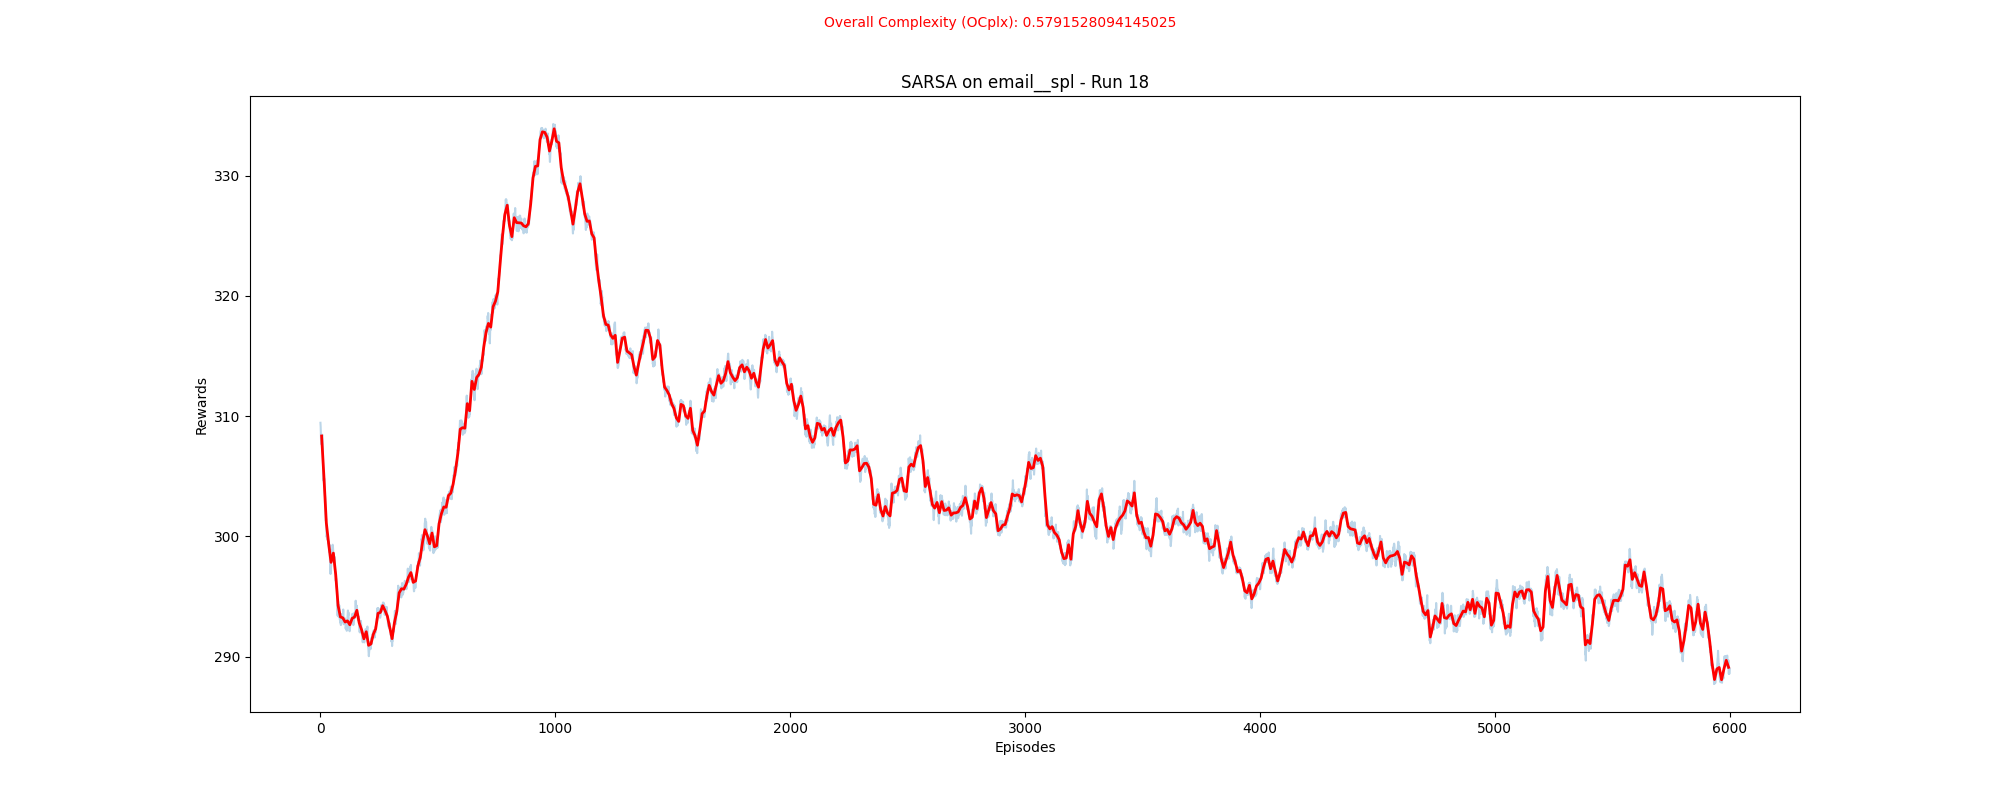 Overall Complexity (OCplx): 0.5791528094145025
SARSA on email__spl - Run 18
Rewards
330
320
310
300
290
0 1000 2000 3000 4000 5000 6000
Episodes